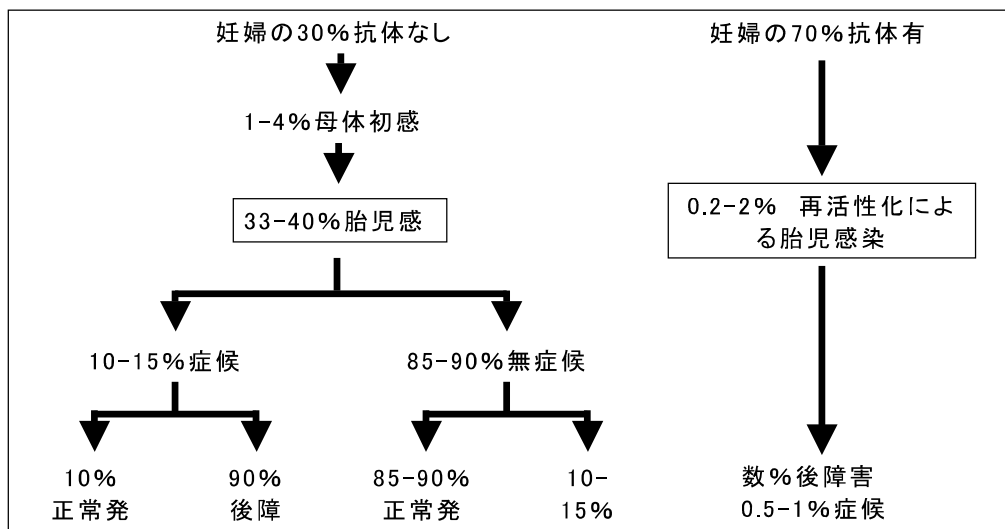 妊婦の30%抗体なし
1-4%母体初感
33-40%胎児感
10-15%症候
85-90%無症候
10%
正常発
90%
後障
85-90%
正常発
10-
15%
妊婦の70%抗体有
0.2-2% 再活性化によ
る胎児感染
数%後障害
0.5-1%症候